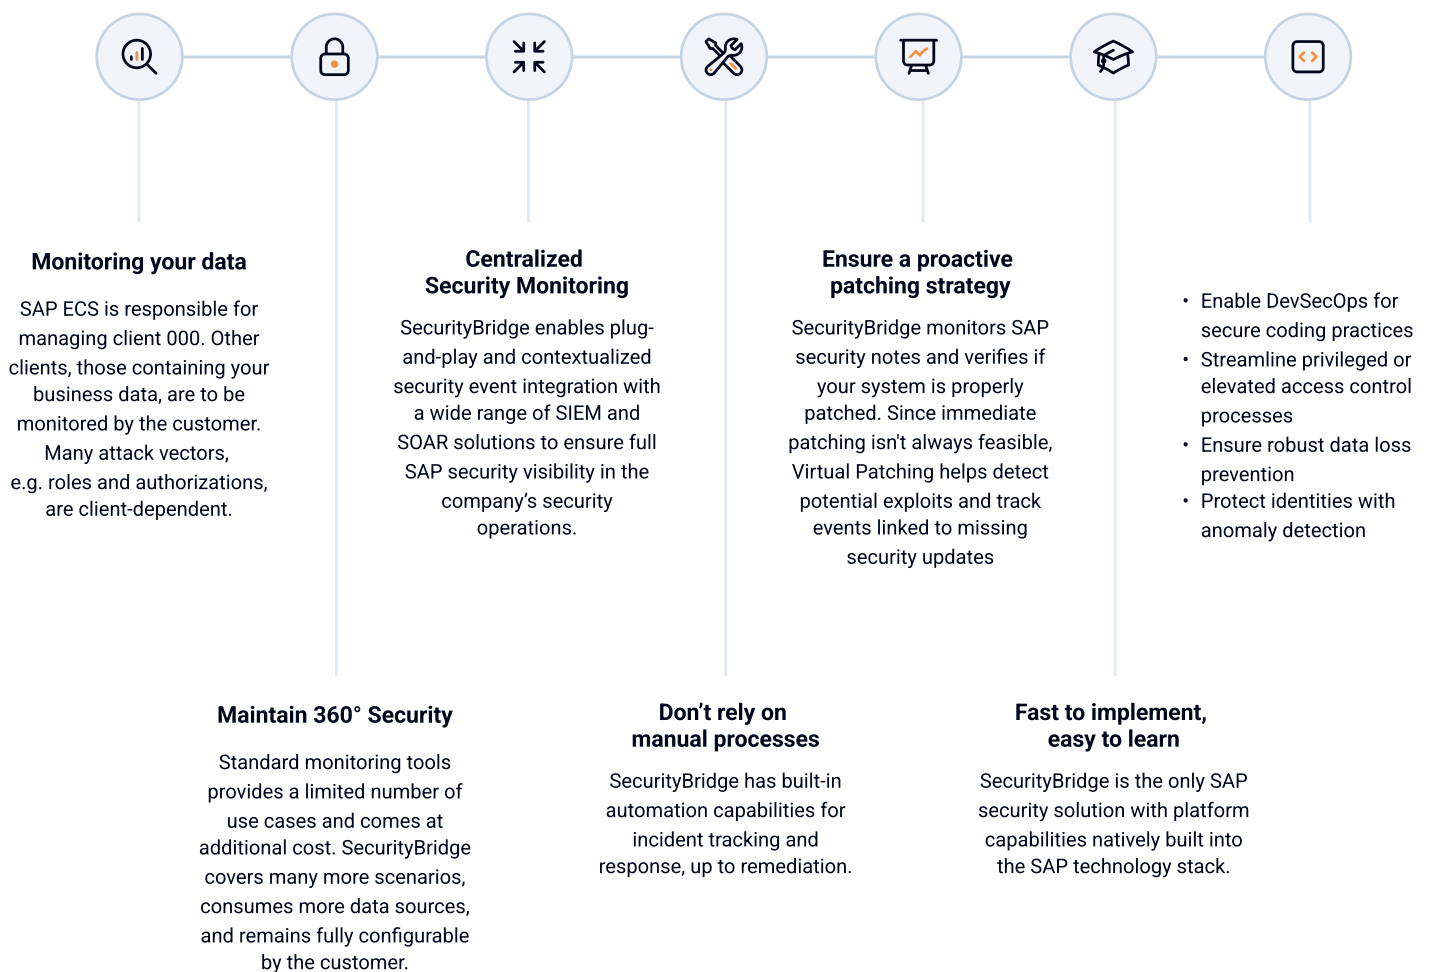 Monitoring your data
SAP ECS is responsible for
managing client 000. Other
clients, those containing your
business data, are to be
monitored by the customer.
Many attack vectors,
e.g. roles and authorizations,
are client-dependent.
Centralized
Security Monitoring
SecurityBridge enables plug-
and-play and contextualized
security event integration with
a wide range of SIEM and
SOAR solutions to ensure full
SAP security visibility in the
company’s security
operations.
Ensure a proactive
patching strategy
SecurityBridge monitors SAP
security notes and verifies if
your system is properly
patched. Since immediate
patching isn't always feasible,
Virtual Patching helps detect
potential exploits and track
events linked to missing
security updates
• Enable DevSecOps for
secure coding practices
• Streamline privileged or
elevated access control
processes
• Ensure robust data loss
prevention
• Protect identities with
anomaly detection
Maintain 360° Security
Standard monitoring tools
provides a limited number of
use cases and comes at
additional cost. SecurityBridge
covers many more scenarios,
consumes more data sources,
and remains fully configurable
by the customer.
Don’t rely on
manual processes
SecurityBridge has built-in
automation capabilities for
incident tracking and
response, up to remediation.
Fast to implement,
easy to learn
SecurityBridge is the only SAP
security solution with platform
capabilities natively built into
the SAP technology stack.